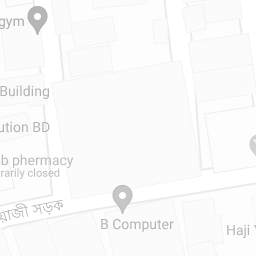 gym
Building
ution BD
b phermacy
rarily closed
য়াজী সড়ক
B Computer
Haji